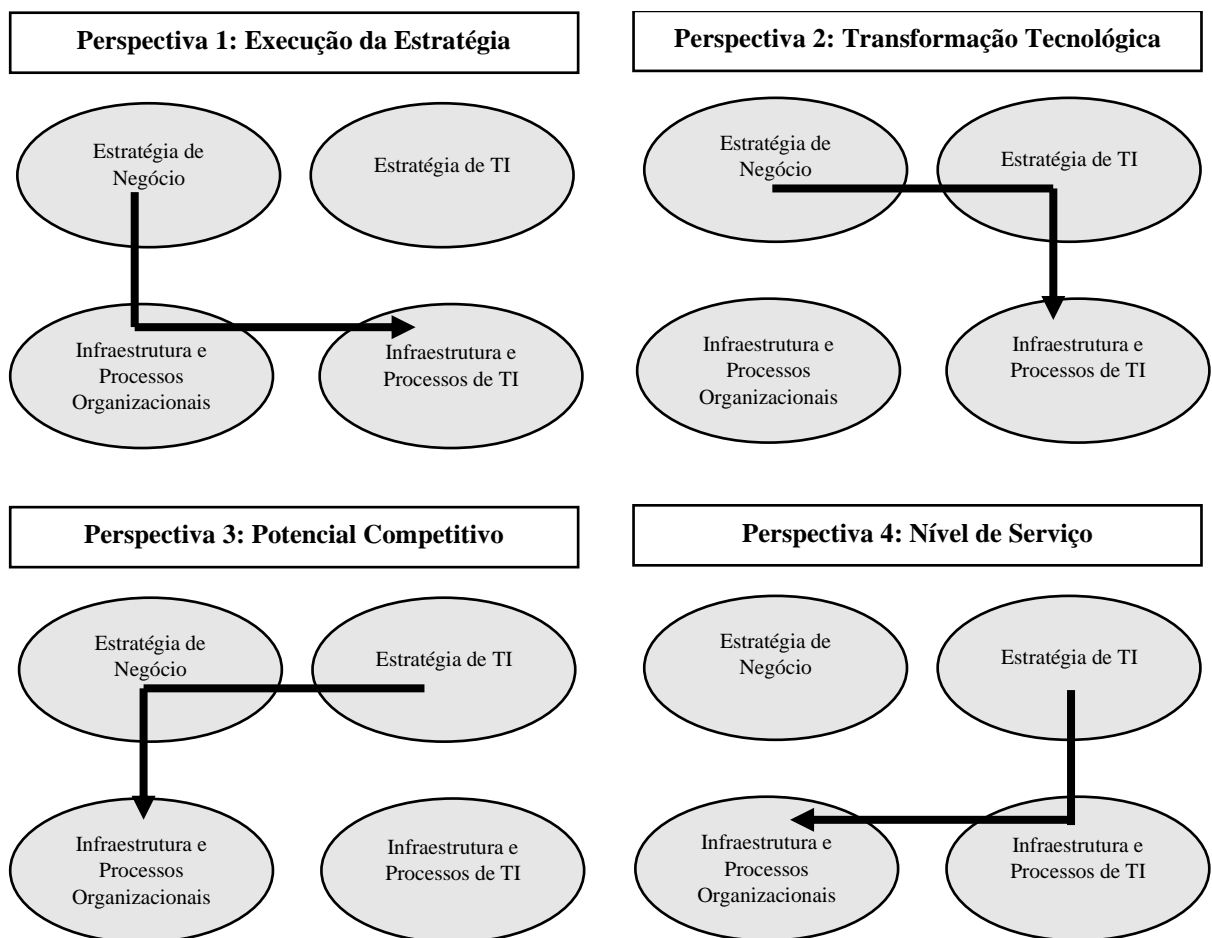 Perspectiva 1: Execução da Estratégia
Estratégia de
Negócio
Estratégia de TI
Infraestrutura e
Processos
Organizacionais
Infraestrutura e
Processos de TI
Perspectiva 2: Transformação Tecnológica
Estratégia de
Negócio
Estratégia de TI
Infraestrutura e
Processos
Organizacionais
Infraestrutura e
Processos de TI
Perspectiva 3: Potencial Competitivo
Estratégia de
Negócio
Estratégia de TI
Infraestrutura e
Processos
Organizacionais
Infraestrutura e
Processos de TI
Perspectiva 4: Nível de Serviço
Estratégia de
Negócio
Estratégia de TI
Infraestrutura e
Processos
Organizacionais
Infraestrutura e
Processos de TI